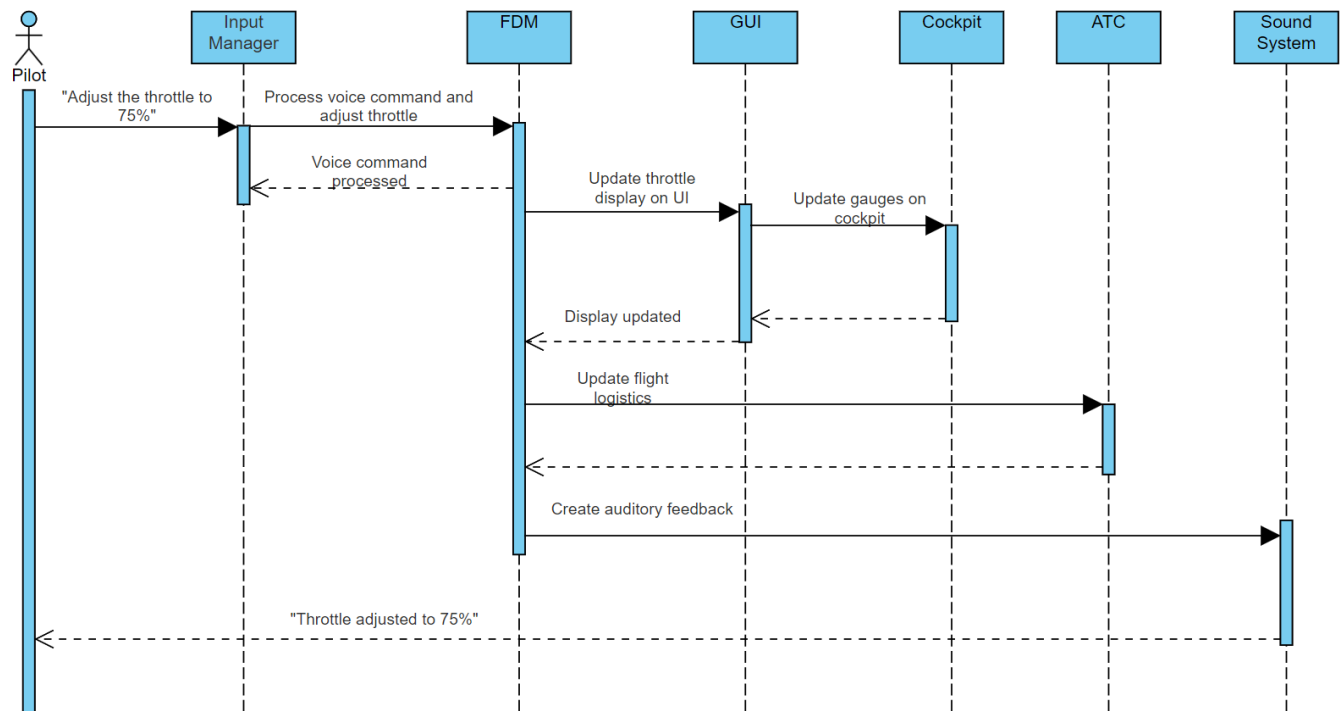 Input
Manager
FDM
GUI
Cockpit
ATC
Sound
System
Pilot
"Adjust the throttle to
75%"
Process voice command and
adjust throttle
Voice command
processed
Update throttle
display on UI
Update gauges on
cockpit
Display updated
Update flight
logistics
Create auditory feedback
"Throttle adjusted to 75%"